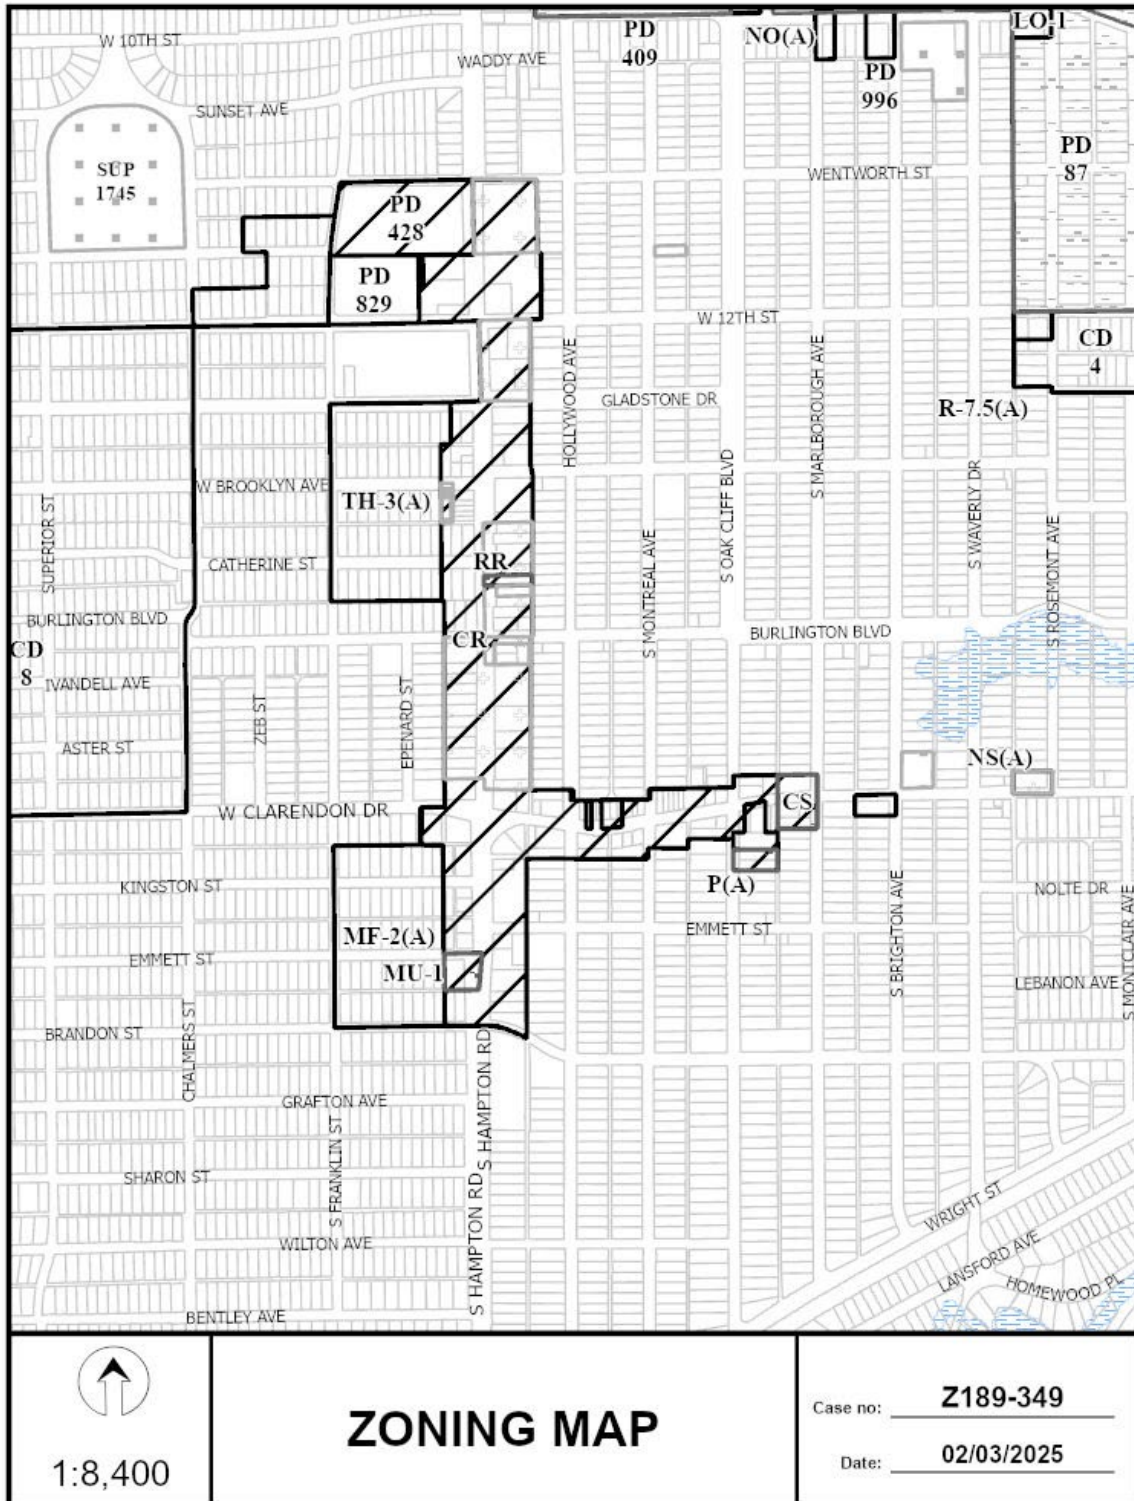 W 10TH ST
WADDY AVE
PD
409
NO(A)
LO-1
PD
996
SUNSET AVE
SUP
1745
PD
87
WENTWORTH ST
PD
428
PD
829
W 12TH ST
CD
4
HOLLYWOOD AVE
S MARLBOROUGH AVE
GLADSTONE DR
R-7.5(A)
S OAK CLIFF BLVD
S WAVERLY DR
SUPERIOR ST
W BROOKLYN AVE
TH-3(A)
S MONTREAL AVE
S ROSEMONT AVE
CATHERINE ST
RR
BURLINGTON BLVD
BURLINGTON BLVD
CR
CD
8
IVANDELL AVE
ZEB ST
EPENARD ST
ASTER ST
NS(A)
CS
W CLARENDON DR
KINGSTON ST
P(A)
NOLTE DR
S BRIGHTON AVE
S MONTCLAIR AVE
MF-2(A)
EMMETT ST
EMMETT ST
MU-1
LEBANON AVE
BRANDON ST
CHALMERS ST
S HAMPTON RD
GRAFTON AVE
S FRANKLIN ST
SHARON ST
S HAMPTON RD
WRIGHT ST
WILTON AVE
LANSFORD AVE
HOMEWOOD PL
BENTLEY AVE
1:8,400
ZONING MAP
Case no: Z189-349
Date: 02/03/2025